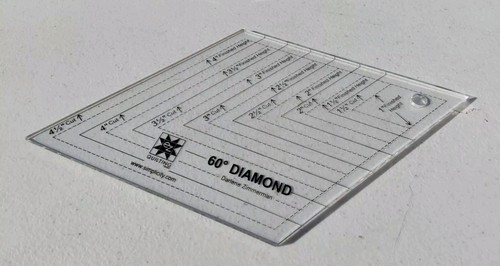 4" Finished Height
3½" Finished Height
3" Finished Height
2½" Finished Height
2" Finished Height
1½" Finished Height
1" Finished Height
4½" Cut
4" Cut
3½" Cut
3" Cut
2½" Cut
2" Cut
1½" Cut
EZ
QUILTING
www.simplicity.com
60° DIAMOND
Darlene Zimmerman